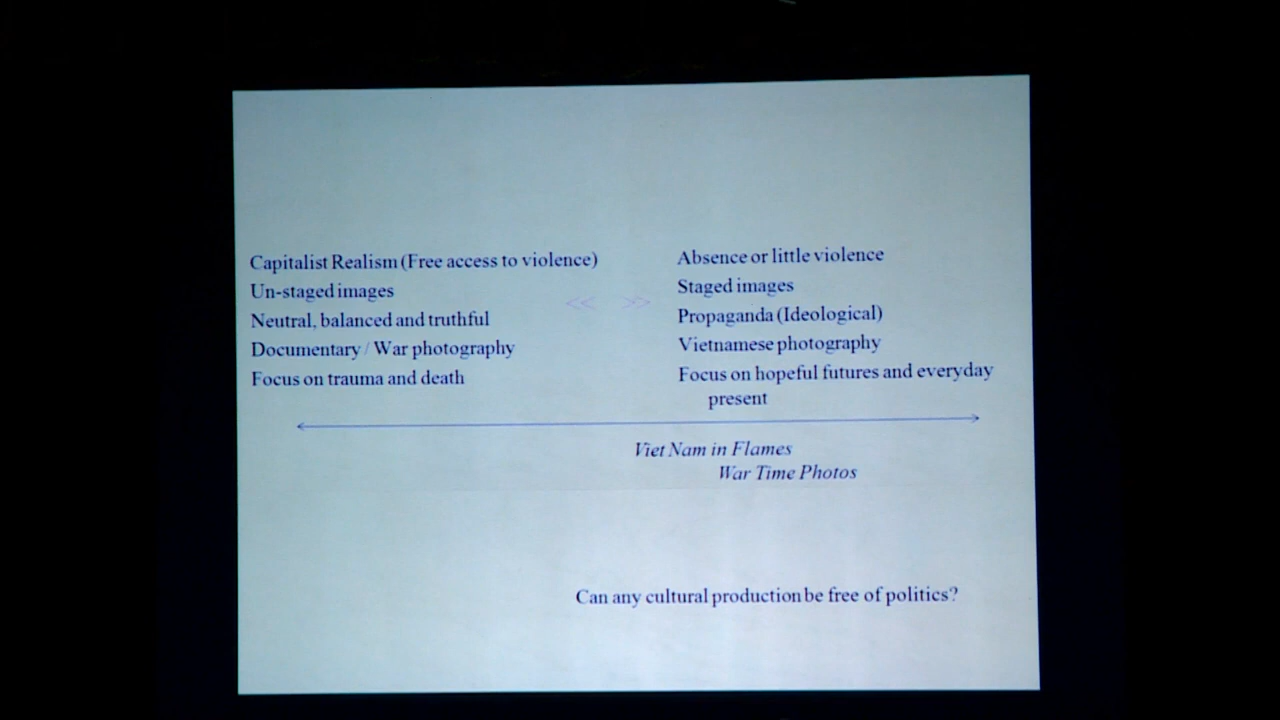 Capitalist Realism (Free access to violence)
Un-staged images
Neutral, balanced and truthful
Documentary / War photography
Focus on trauma and death
<< >>
Absence or little violence
Staged images
Propaganda (Ideological)
Vietnamese photography
Focus on hopeful futures and everyday
present
Viet Nam in Flames
War Time Photos
Can any cultural production be free of politics?